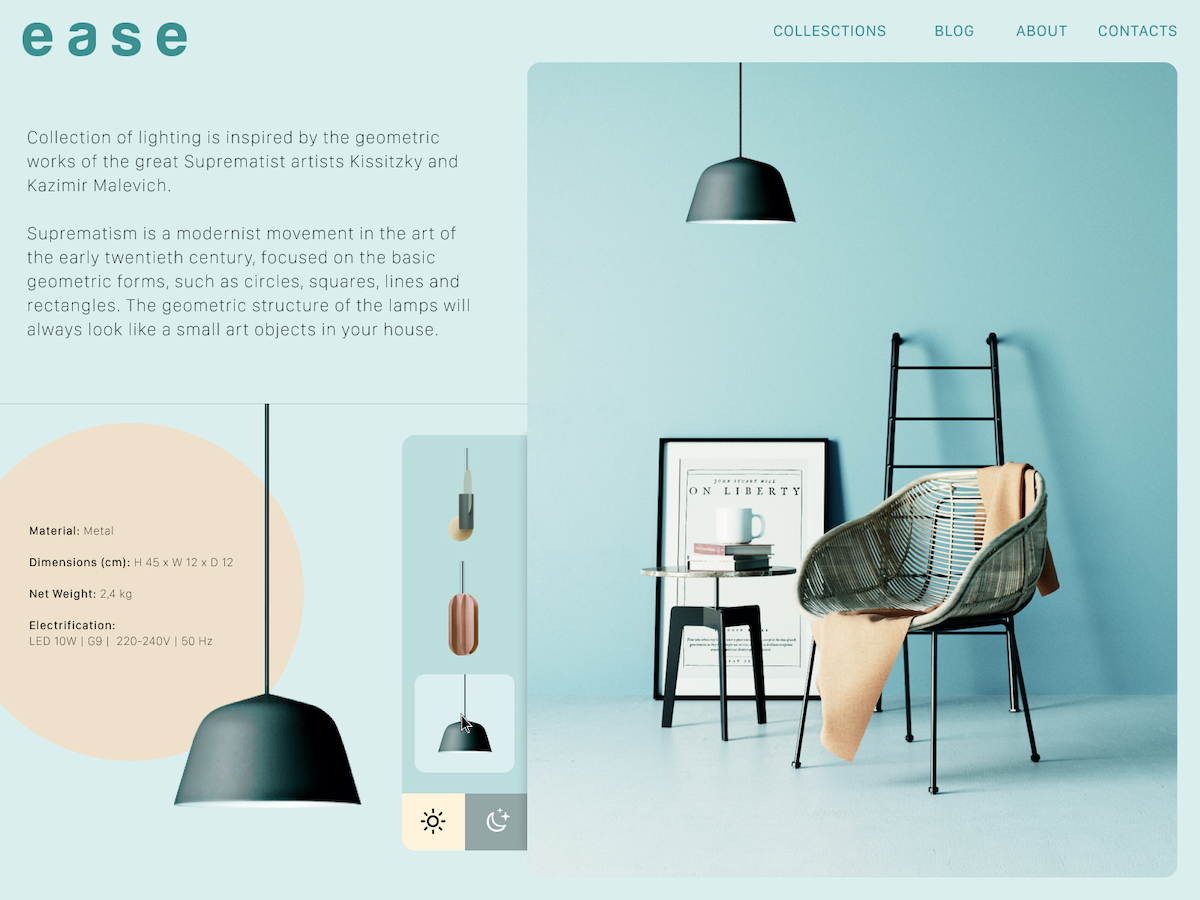 ease
COLLESCTIONS
BLOG
ABOUT
CONTACTS
Collection of lighting is inspired by the geometric
works of the great Suprematist artists Kissitzky and
Kazimir Malevich.
Suprematism is a modernist movement in the art of
the early twentieth century, focused on the basic
geometric forms, such as circles, squares, lines and
rectangles. The geometric structure of the lamps will
always look like a small art objects in your house.
Material: Metal
Dimensions (cm): H 45 x W 12 x D 12
Net Weight: 2,4 kg
Electrification:
LED 10W | G9 | 220-240V | 50 Hz
JOHN STUART MILL
ON LIBERTY